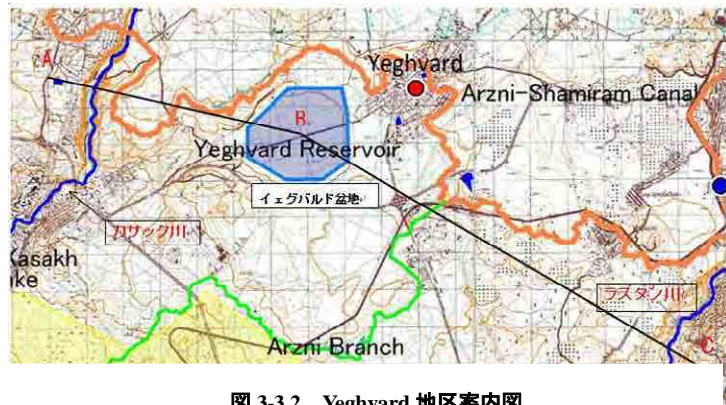 A
Yeghvard
Arzni-Shamiram Canal
B
Yeghvard Reservoir
イェグバルド盆地
カサック川
Kasakh
ke
ラズダン川
Arzni Branch
C
図 3-3.2 Yeghvard 地区案内図